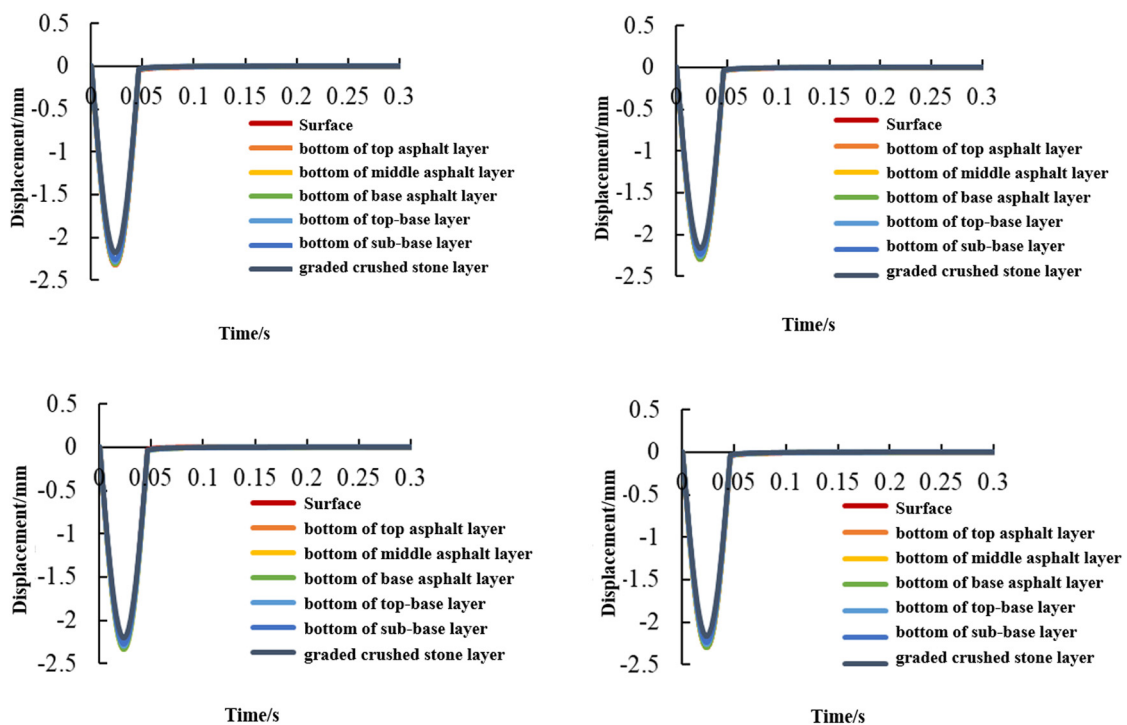 0.5
0
-0.5
-1
-1.5
-2
-2.5
Displacement/mm
0 0.05 0.1 0.15 0.2 0.25 0.3
Surface
bottom of top asphalt layer
bottom of middle asphalt layer
bottom of base asphalt layer
bottom of top-base layer
bottom of sub-base layer
graded crushed stone layer
Time/s
0.5
0
-0.5
-1
-1.5
-2
-2.5
Displacement/mm
0 0.05 0.1 0.15 0.2 0.25 0.3
Surface
bottom of top asphalt layer
bottom of middle asphalt layer
bottom of base asphalt layer
bottom of top-base layer
bottom of sub-base layer
graded crushed stone layer
Time/s
0.5
0
-0.5
-1
-1.5
-2
-2.5
Displacement/mm
0 0.05 0.1 0.15 0.2 0.25 0.3
Surface
bottom of top asphalt layer
bottom of middle asphalt layer
bottom of base asphalt layer
bottom of top-base layer
bottom of sub-base layer
graded crushed stone layer
Time/s
0.5
0
-0.5
-1
-1.5
-2
-2.5
Displacement/mm
0 0.05 0.1 0.15 0.2 0.25 0.3
Surface
bottom of top asphalt layer
bottom of middle asphalt layer
bottom of base asphalt layer
bottom of top-base layer
bottom of sub-base layer
graded crushed stone layer
Time/s